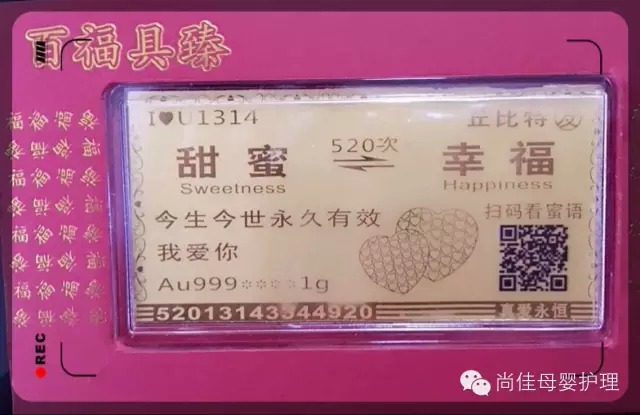 百福具臻
I❤U1314
丘比特 爱
甜蜜
520次
幸福
Sweetness
Happiness
今生今世永久有效
扫码看蜜语
我爱你
Au999****1g
52013143344920
真爱永恒
REC
尚佳母婴护理